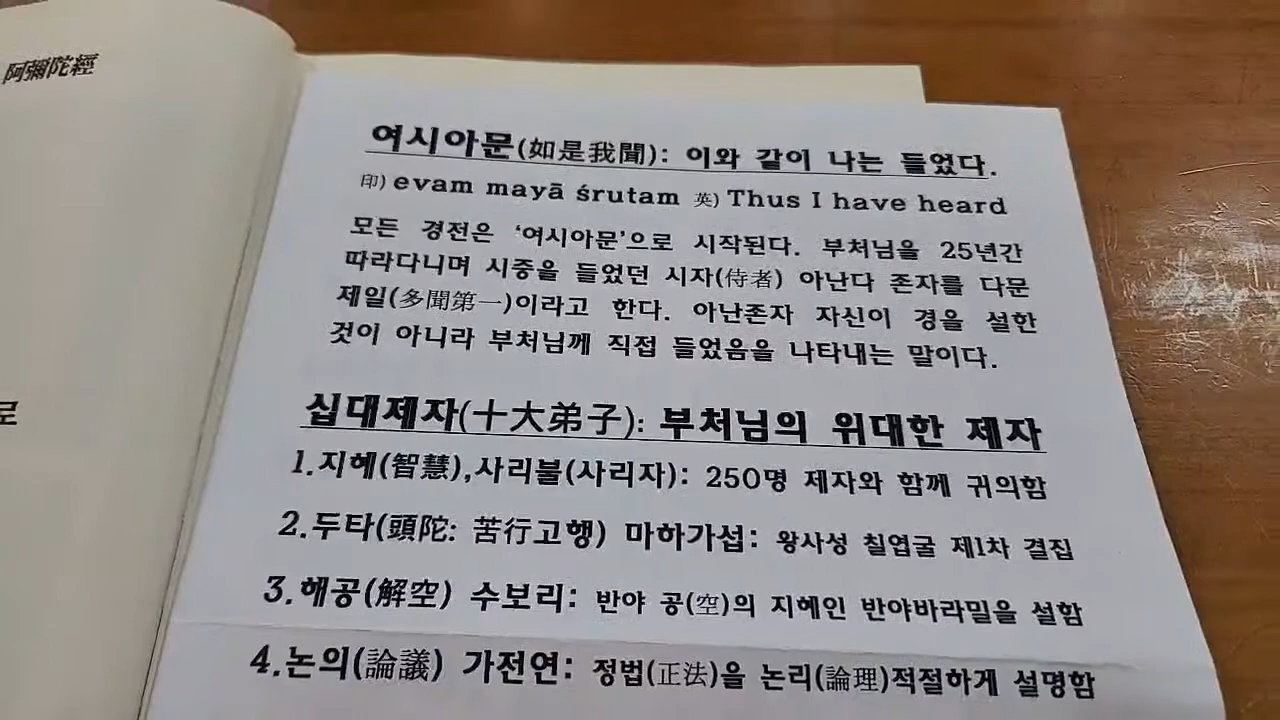 阿彌陀經
로
여시아문(如是我聞): 이와 같이 나는 들었다.
印) evam mayā śrutam 英) Thus I have heard
모든 경전은 ‘여시아문’으로 시작된다. 부처님을 25년간
따라다니며 시중을 들었던 시자(侍者) 아난다 존자를 다문
제일(多聞第一)이라고 한다. 아난존자 자신이 경을 설한
것이 아니라 부처님께 직접 들었음을 나타내는 말이다.
십대제자(十大弟子): 부처님의 위대한 제자
1.지혜(智慧),사리불(사리자): 250명 제자와 함께 귀의함
2.두타(頭陀: 苦行고행) 마하가섭: 왕사성 칠엽굴 제1차 결집
3.해공(解空) 수보리: 반야 공(空)의 지혜인 반야바라밀을 설함
4.논의(論議) 가전연: 정법(正法)을 논리(論理)적절하게 설명함